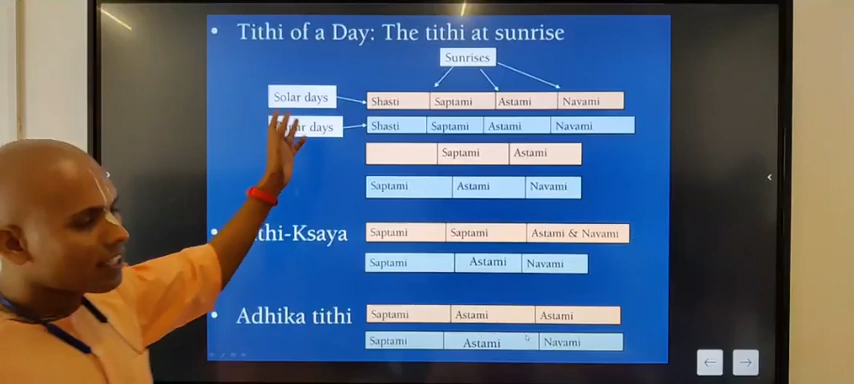 • Tithi of a Day: The tithi at sunrise
Sunrises
Solar days
Shasti Saptami Astami Navami
days
Shasti Saptami Astami Navami
Saptami Astami
Saptami Astami Navami
-Ksaya
Saptami Saptami Astami & Navami
Saptami Astami Navami
• Adhika tithi
Saptami Astami Astami
Saptami Astami Navami